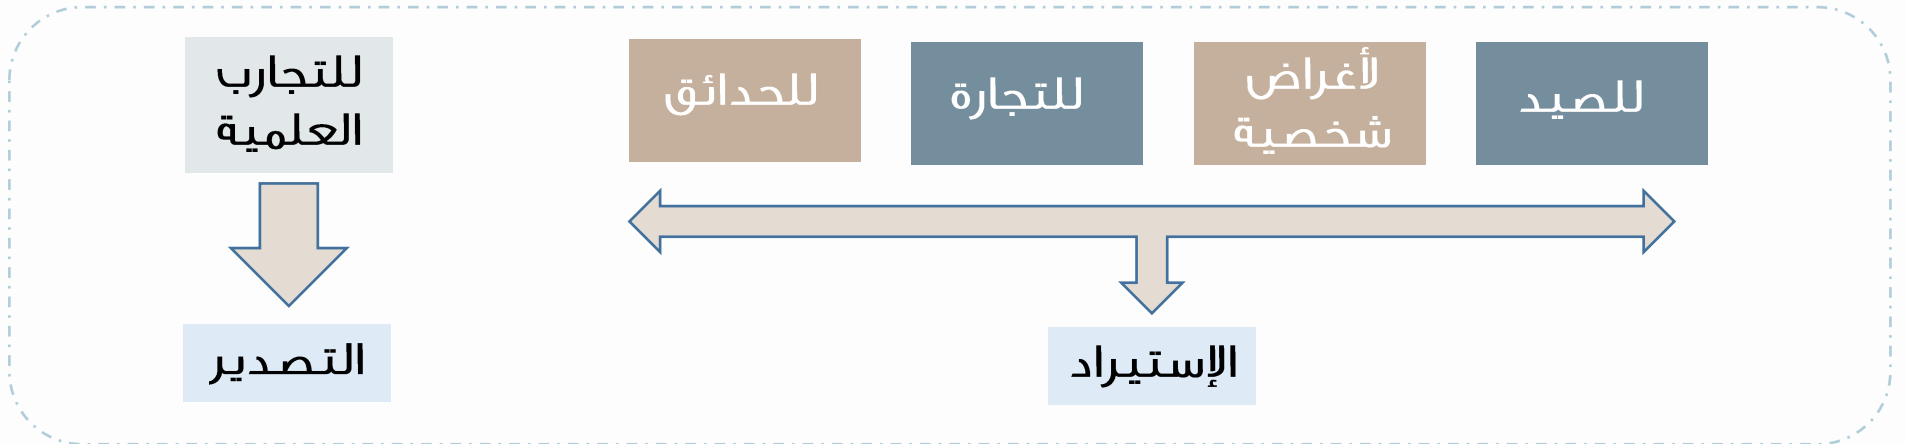 للصيد
لأغراض
شخصية
للتجارة
للحدائق
للتجارب
العلمية
الإستيراد
التصدير